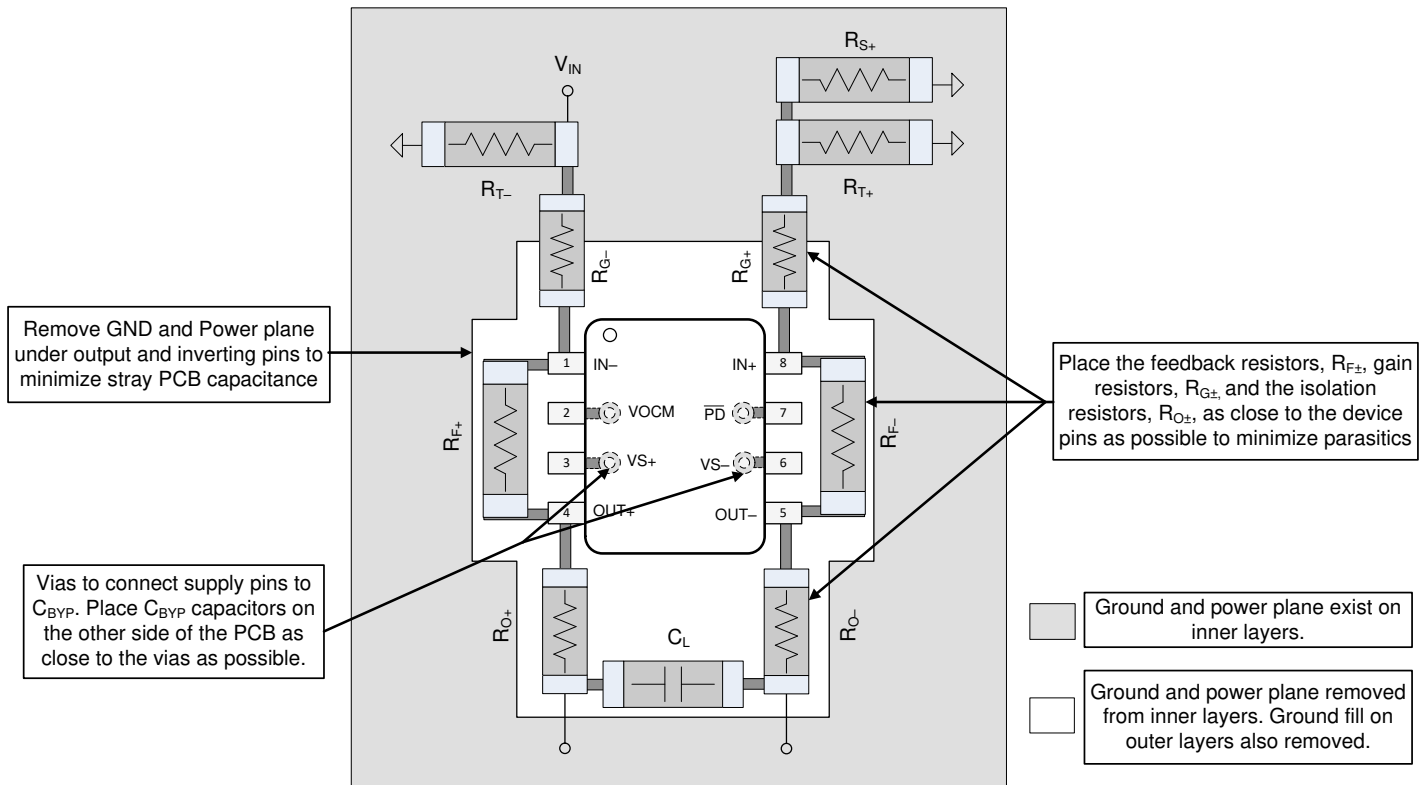 R_S+
V_IN
R_T–
R_T+
R_G–
R_G+
Remove GND and Power plane
under output and inverting pins to
minimize stray PCB capacitance
1
IN–
IN+
8
2
VOCM
PD
7
R_F+
R_F–
3
VS+
VS–
6
4
OUT+
OUT–
5
Place the feedback resistors, R_F±, gain
resistors, R_G±, and the isolation
resistors, R_O±, as close to the device
pins as possible to minimize parasitics
Vias to connect supply pins to
C_BYP. Place C_BYP capacitors on
the other side of the PCB as
close to the vias as possible.
R_O+
C_L
R_O–
Ground and power plane exist on
inner layers.
Ground and power plane removed
from inner layers. Ground fill on
outer layers also removed.